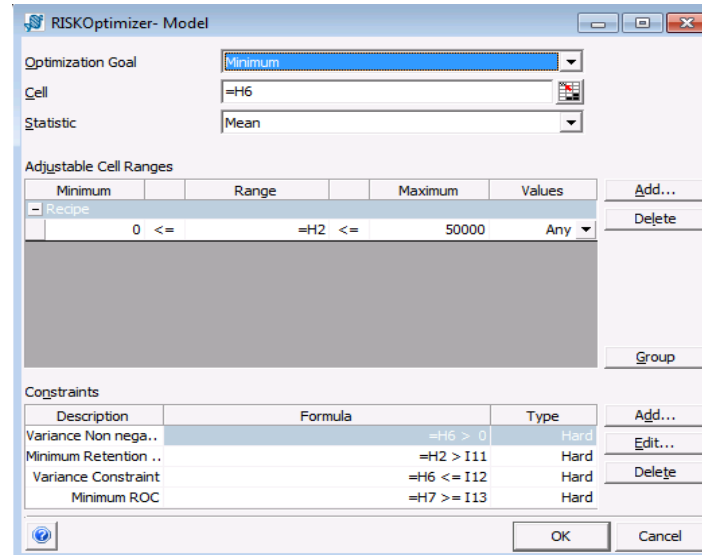 RISKOptimizer- Model
Optimization Goal Minimum
Cell =H6
Statistic Mean
Adjustable Cell Ranges
Minimum Range Maximum Values Add...
Recipe Delete
0 <= =H2 <= 50000 Any
Group
Constraints
Description Formula Type Add...
Variance Non nega.. =H6 > 0 Hard Edit...
Minimum Retention .. =H2 > I11 Hard
Variance Constraint =H6 <= I12 Hard Delete
Minimum ROC =H7 >= I13 Hard
OK Cancel